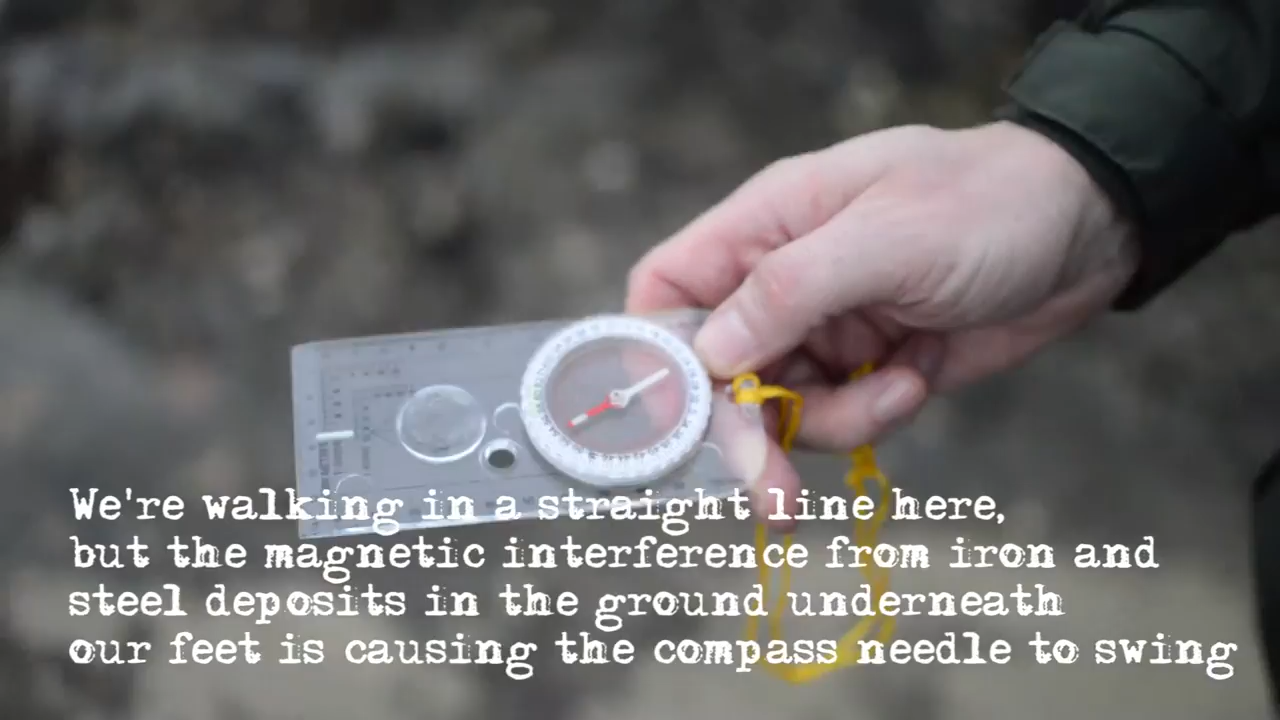 We're walking in a straight line here,
but the magnetic interference from iron and
steel deposits in the ground underneath
our feet is causing the compass needle to swing